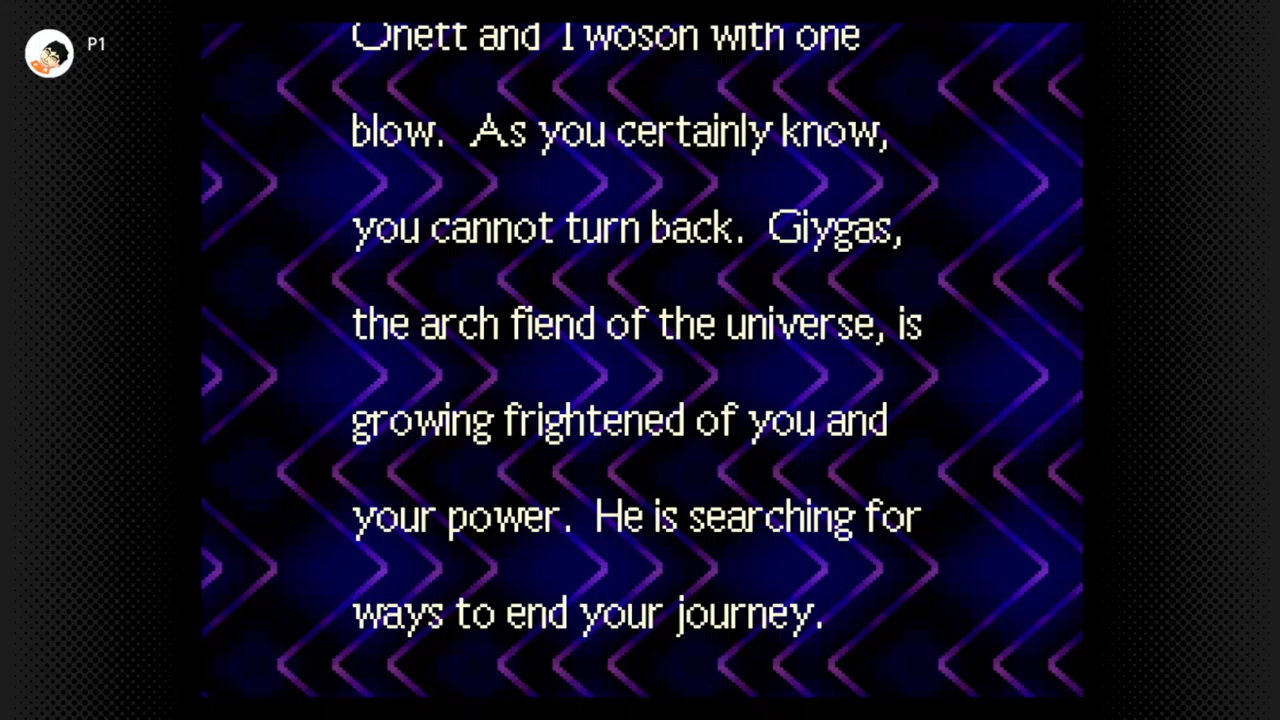 P1
Onett and Twoson with one
blow. As you certainly know,
you cannot turn back. Giygas,
the arch fiend of the universe, is
growing frightened of you and
your power. He is searching for
ways to end your journey.